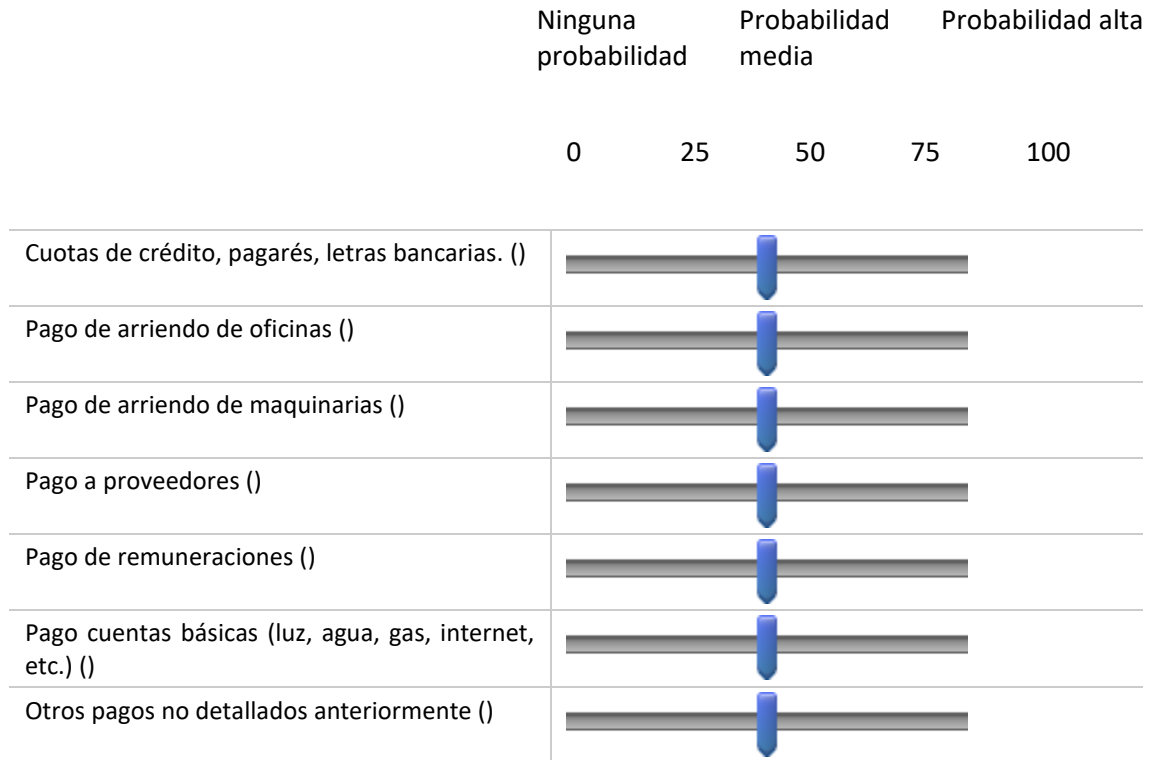 Ninguna probabilidad
Probabilidad media
Probabilidad alta
0 25 50 75 100
Cuotas de crédito, pagarés, letras bancarias. ()
Pago de arriendo de oficinas ()
Pago de arriendo de maquinarias ()
Pago a proveedores ()
Pago de remuneraciones ()
Pago cuentas básicas (luz, agua, gas, internet,
etc.) ()
Otros pagos no detallados anteriormente ()